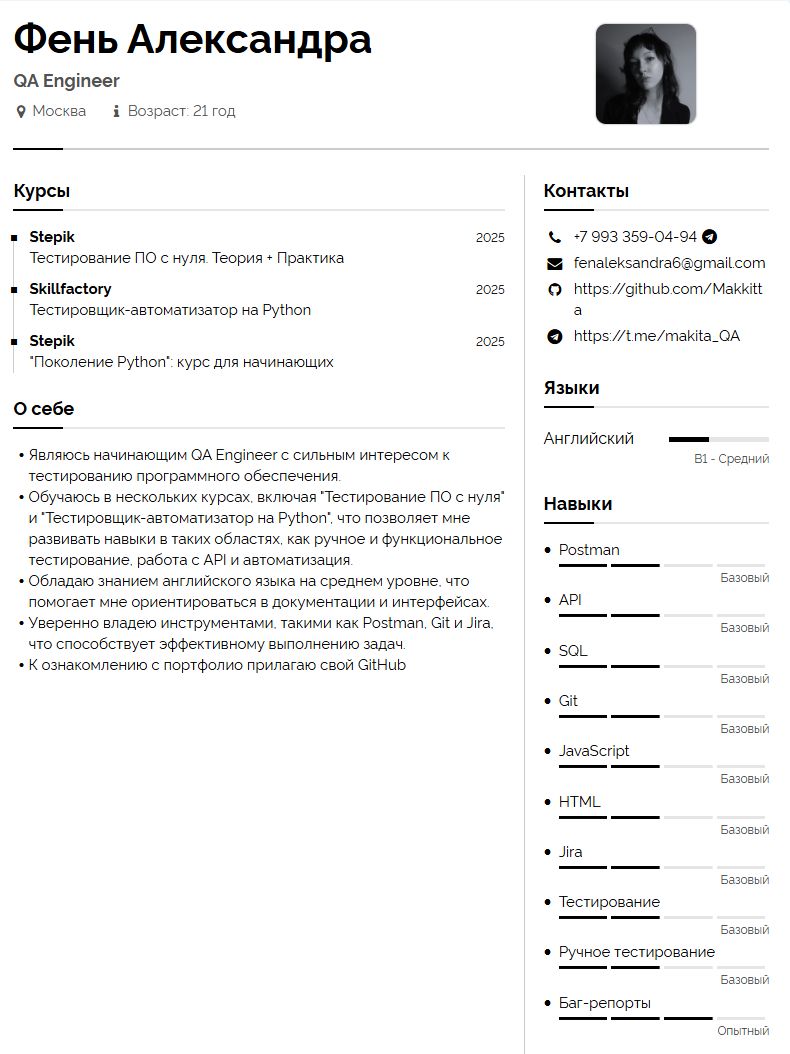 Фень Александра
QA Engineer
Москва Возраст: 21 год
Курсы
Stepik 2025
Тестирование ПО с нуля. Теория + Практика
Skillfactory 2025
Тестировщик-автоматизатор на Python
Stepik 2025
"Поколение Python": курс для начинающих
О себе
• Являюсь начинающим QA Engineer с сильным интересом к
тестированию программного обеспечения.
• Обучаюсь в нескольких курсах, включая "Тестирование ПО с нуля"
и "Тестировщик-автоматизатор на Python", что позволяет мне
развивать навыки в таких областях, как ручное и функциональное
тестирование, работа с API и автоматизация.
• Обладаю знанием английского языка на среднем уровне, что
помогает мне ориентироваться в документации и интерфейсах.
• Уверенно владею инструментами, такими как Postman, Git и Jira,
что способствует эффективному выполнению задач.
• К ознакомлению с портфолио прилагаю свой GitHub
Контакты
+7 993 359-04-94
fenaleksandra6@gmail.com
https://github.com/Makkitt
a
https://t.me/makita_QA
Языки
Английский
B1 - Средний
Навыки
• Postman
Базовый
• API
Базовый
• SQL
Базовый
• Git
Базовый
• JavaScript
Базовый
• HTML
Базовый
• Jira
Базовый
• Тестирование
Базовый
• Ручное тестирование
Базовый
• Баг-репорты
Опытный